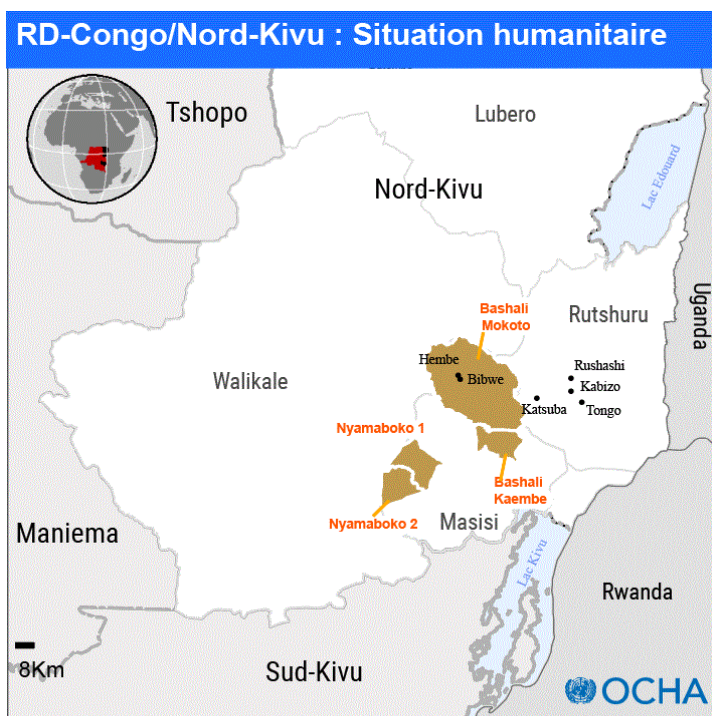 RD-Congo/Nord-Kivu : Situation humanitaire
Tshopo
Lubero
Nord-Kivu
Lac Edouard
Uganda
Bashali
Mokoto
Rutshuru
Hembe
Bibwe
Rushashi
Kabizo
Katsuba
Tongo
Walikale
Nyamaboko 1
Bashali
Kaembe
Nyamaboko 2
Masisi
Maniema
Lac Kivu
Rwanda
8Km
Sud-Kivu
OCHA